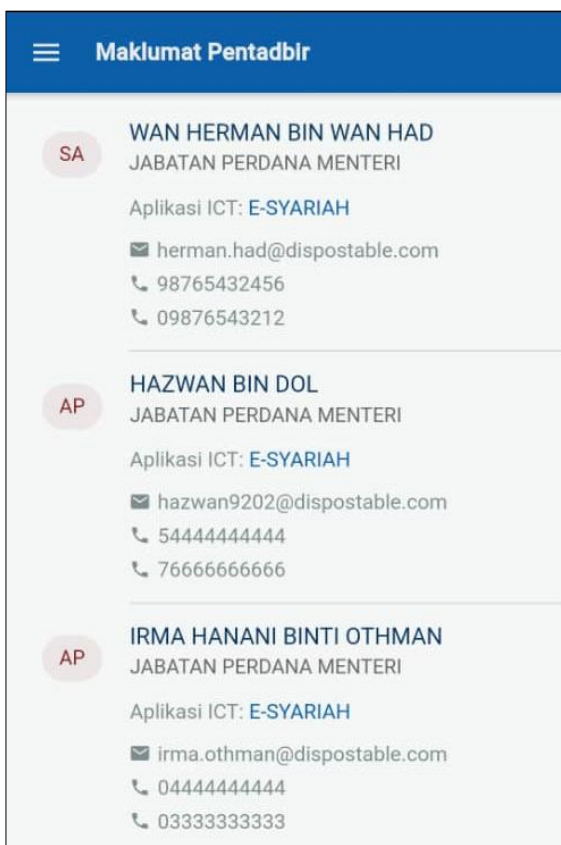 Maklumat Pentadbir
SA
WAN HERMAN BIN WAN HAD
JABATAN PERDANA MENTERI
Aplikasi ICT: E-SYARIAH
herman.had@dispostable.com
98765432456
09876543212
AP
HAZWAN BIN DOL
JABATAN PERDANA MENTERI
Aplikasi ICT: E-SYARIAH
hazwan9202@dispostable.com
54444444444
76666666666
AP
IRMA HANANI BINTI OTHMAN
JABATAN PERDANA MENTERI
Aplikasi ICT: E-SYARIAH
irma.othman@dispostable.com
04444444444
03333333333